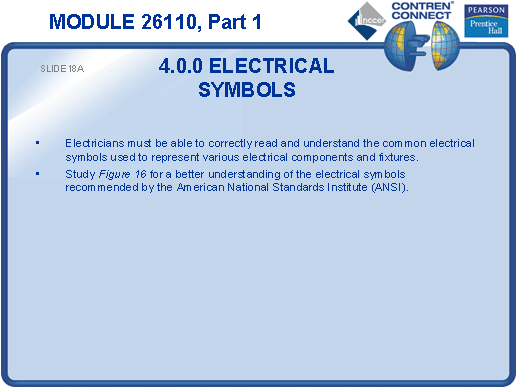 MODULE 26110, Part 1
nccer
CONTREN
CONNECT
PEARSON
Prentice
Hall
SLIDE 18A
4.0.0 ELECTRICAL
SYMBOLS
• Electricians must be able to correctly read and understand the common electrical
symbols used to represent various electrical components and fixtures.
• Study Figure 16 for a better understanding of the electrical symbols
recommended by the American National Standards Institute (ANSI).